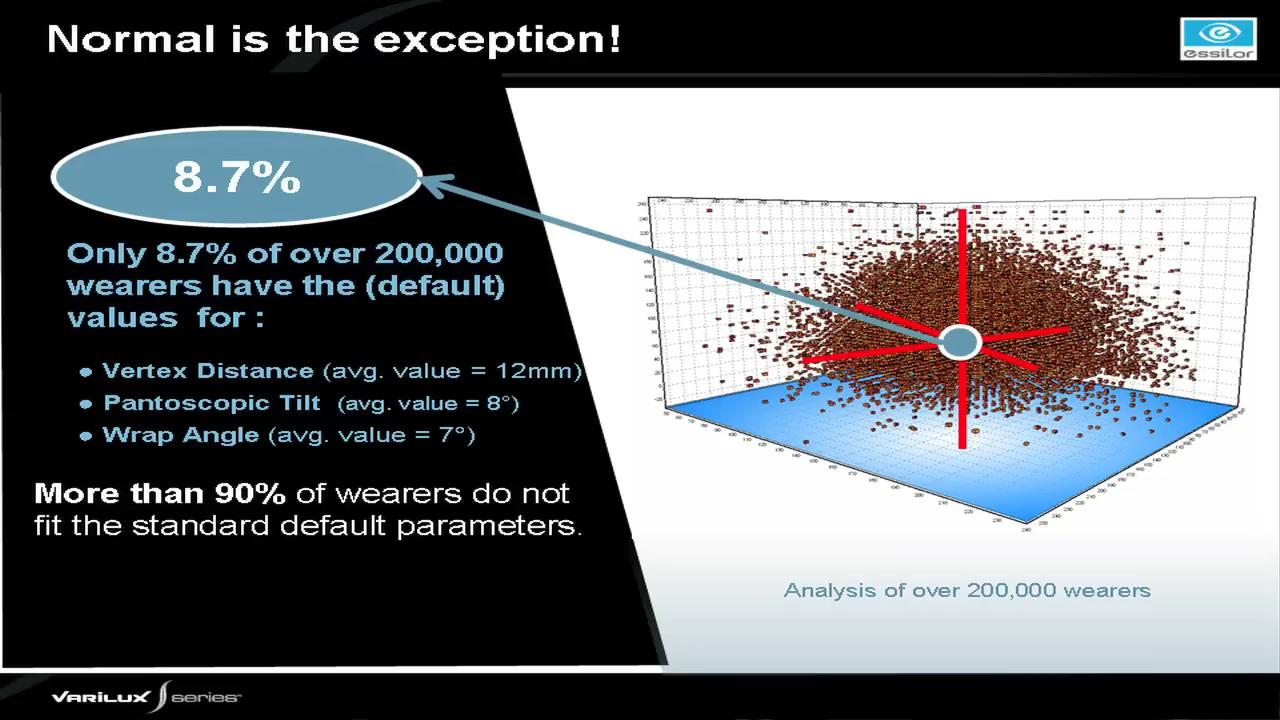 Normal is the exception!
essilor
8.7%
Only 8.7% of over 200,000
wearers have the (default)
values for :
• Vertex Distance (avg. value = 12mm)
• Pantoscopic Tilt (avg. value = 8°)
• Wrap Angle (avg. value = 7°)
More than 90% of wearers do not
fit the standard default parameters.
Analysis of over 200,000 wearers
VARILUX S series™